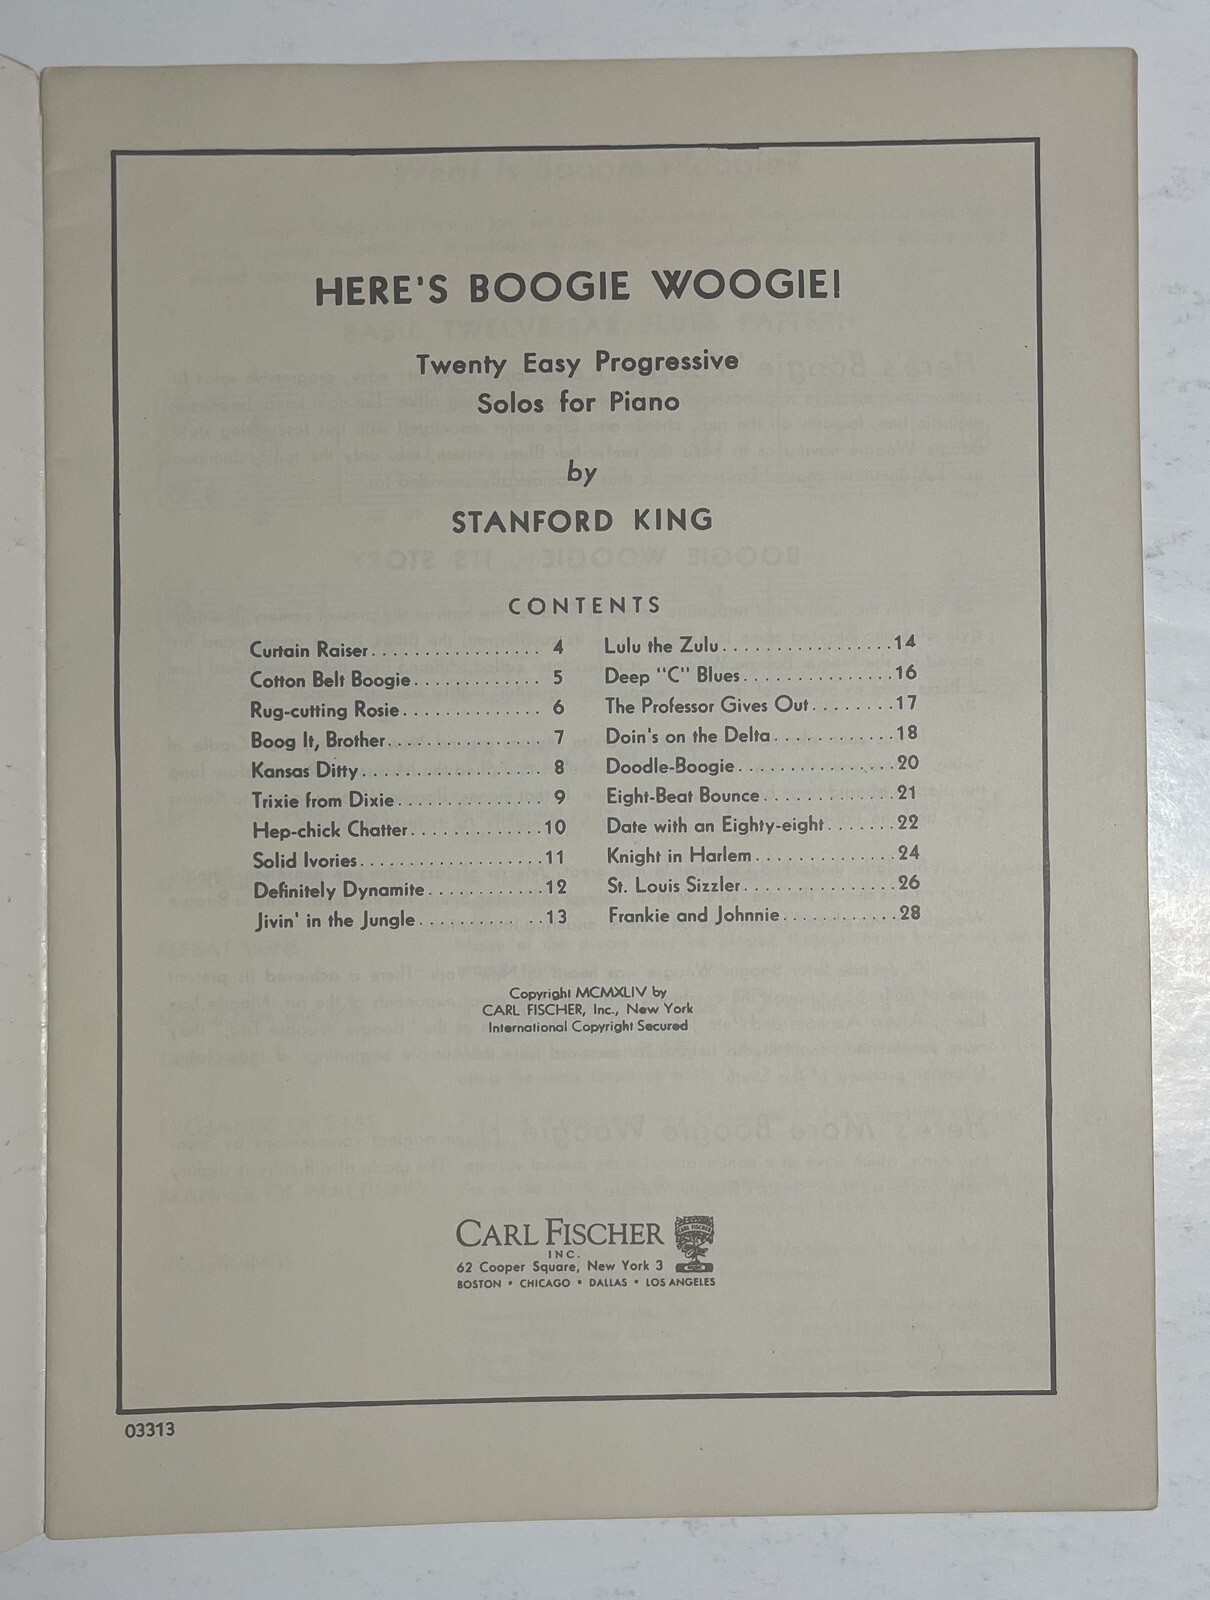 HERE'S BOOGIE WOOGIE!
Twenty Easy Progressive
Solos for Piano
by
STANFORD KING
CONTENTS
Curtain Raiser................. 4
Cotton Belt Boogie............. 5
Rug-cutting Rosie.............. 6
Boog It, Brother................ 7
Kansas Ditty.................. 8
Trixie from Dixie............... 9
Hep-chick Chatter............10
Solid Ivories...................11
Definitely Dynamite...........12
Jivin' in the Jungle............13
Lulu the Zulu.................14
Deep "C" Blues..............16
The Professor Gives Out........17
Doin's on the Delta...........18
Doodle-Boogie...............20
Eight-Beat Bounce............21
Date with an Eighty-eight.......22
Knight in Harlem.............24
St. Louis Sizzler..............26
Frankie and Johnnie...........28
Copyright MCMXLIV by
CARL FISCHER, Inc., New York
International Copyright Secured
CARL FISCHER
INC.
62 Cooper Square, New York 3
BOSTON • CHICAGO • DALLAS • LOS ANGELES
CARL FISCHER
03313